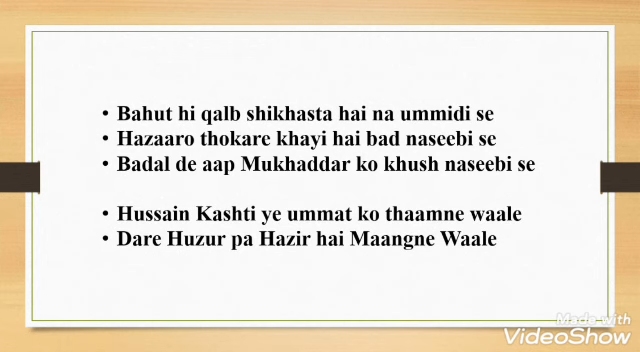 • Bahut hi qalb shikhasta hai na ummidi se
• Hazaaro thokare khayi hai bad naseebi se
• Badal de aap Mukhaddar ko khush naseebi se
• Hussain Kashti ye ummat ko thaamne waale
• Dare Huzur pa Hazir hai Maangne Waale
Made with
VideoShow